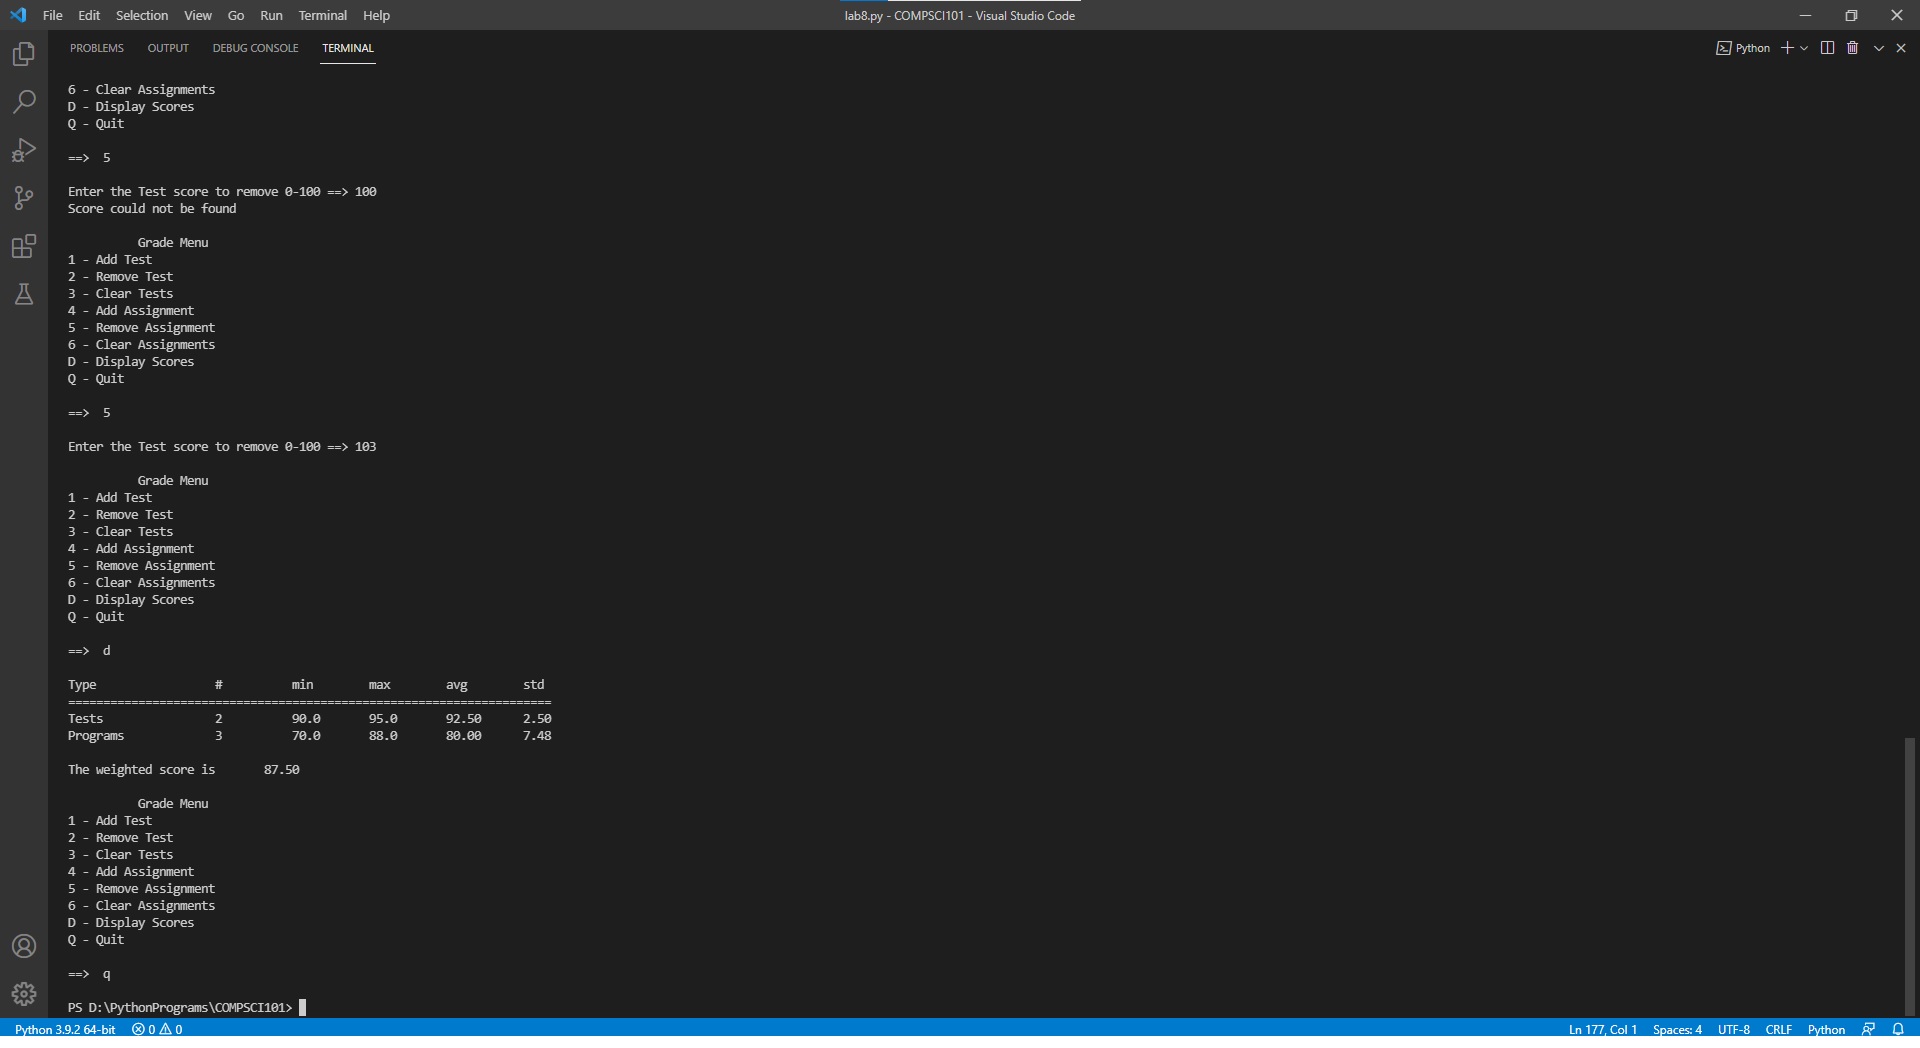 File Edit Selection View Go Run Terminal Help
lab8.py - COMPSCI101 - Visual Studio Code
PROBLEMS OUTPUT DEBUG CONSOLE TERMINAL
Python
6 - Clear Assignments
D - Display Scores
Q - Quit
==> 5
Enter the Test score to remove 0-100 ==> 100
Score could not be found
Grade Menu
1 - Add Test
2 - Remove Test
3 - Clear Tests
4 - Add Assignment
5 - Remove Assignment
6 - Clear Assignments
D - Display Scores
Q - Quit
==> 5
Enter the Test score to remove 0-100 ==> 103
Grade Menu
1 - Add Test
2 - Remove Test
3 - Clear Tests
4 - Add Assignment
5 - Remove Assignment
6 - Clear Assignments
D - Display Scores
Q - Quit
==> d
Type # min max avg std
=====================================================================
Tests 2 90.0 95.0 92.50 2.50
Programs 3 70.0 88.0 80.00 7.48
The weighted score is 87.50
Grade Menu
1 - Add Test
2 - Remove Test
3 - Clear Tests
4 - Add Assignment
5 - Remove Assignment
6 - Clear Assignments
D - Display Scores
Q - Quit
==> q
PS D:\PythonPrograms\COMPSCI101>
Python 3.9.2 64-bit 0 0
Ln 177, Col 1 Spaces: 4 UTF-8 CRLF Python